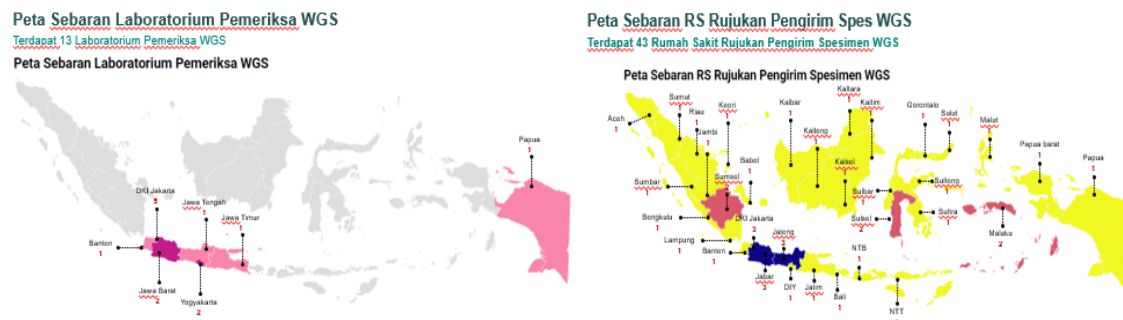 Peta Sebaran Laboratorium Pemeriksa WGS
Terdapat 13 Laboratorium Pemeriksa WGS
Peta Sebaran Laboratorium Pemeriksa WGS
Papua
1
DKI Jakarta
5
Jawa Tengah
1
Jawa Timur
1
Banten
1
Jawa Barat
2
Yogyakarta
2
Peta Sebaran RS Rujukan Pengirim Spes WGS
Terdapat 43 Rumah Sakit Rujukan Pengirim Spesimen WGS
Peta Sebaran RS Rujukan Pengirim Spesimen WGS
Aceh
1
Sumut
1
Riau
1
Jambi
1
Kepri
1
Kalbar
1
Kaltara
1
Kaltim
1
Kalteng
1
Kalsel
1
Gorontalo
1
Sulut
1
Malut
1
Papua barat
1
Papua
1
Babel
1
Sumbar
1
Sumsel
Bengkulu
1
Lampung
1
Banten
1
DKI Jakarta
3
Jateng
3
Jabar
3
DIY
1
Jatim
1
Bali
1
NTB
1
NTT
Sulbar
1
Sulteng
1
Sulsel
2
Sultra
1
Maluku
2